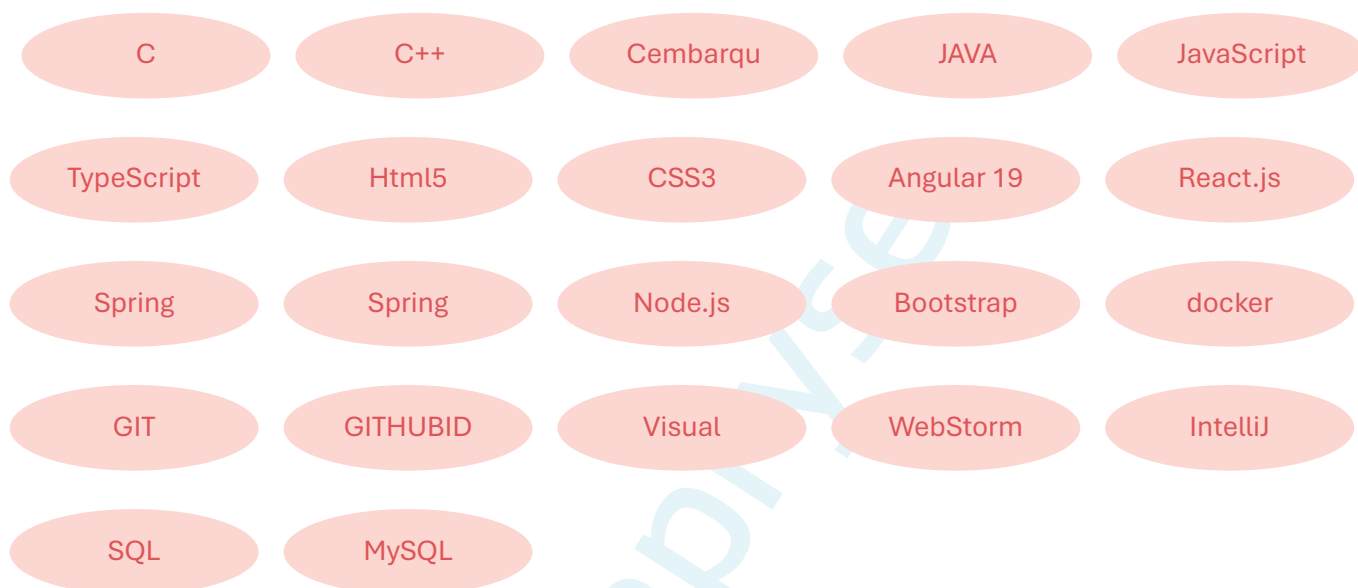 C C++ Cembarqu JAVA JavaScript
TypeScript Html5 CSS3 Angular 19 React.js
Spring Spring Node.js Bootstrap docker
GIT GITHUBID Visual WebStorm IntelliJ
SQL MySQL